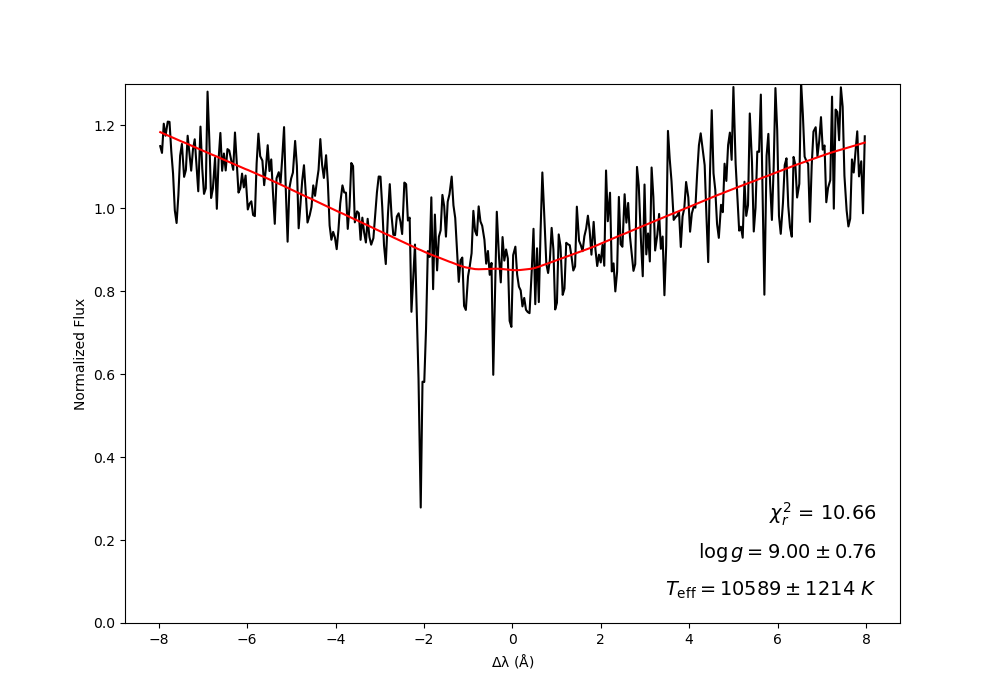 1.2
1.0
0.8
0.6
0.4
0.2
0.0
Normalized Flux
χ²ᵣ = 10.66
log g = 9.00 ± 0.76
T_eff = 10589 ± 1214 K
−8 −6 −4 −2 0 2 4 6 8
Δλ (Å)